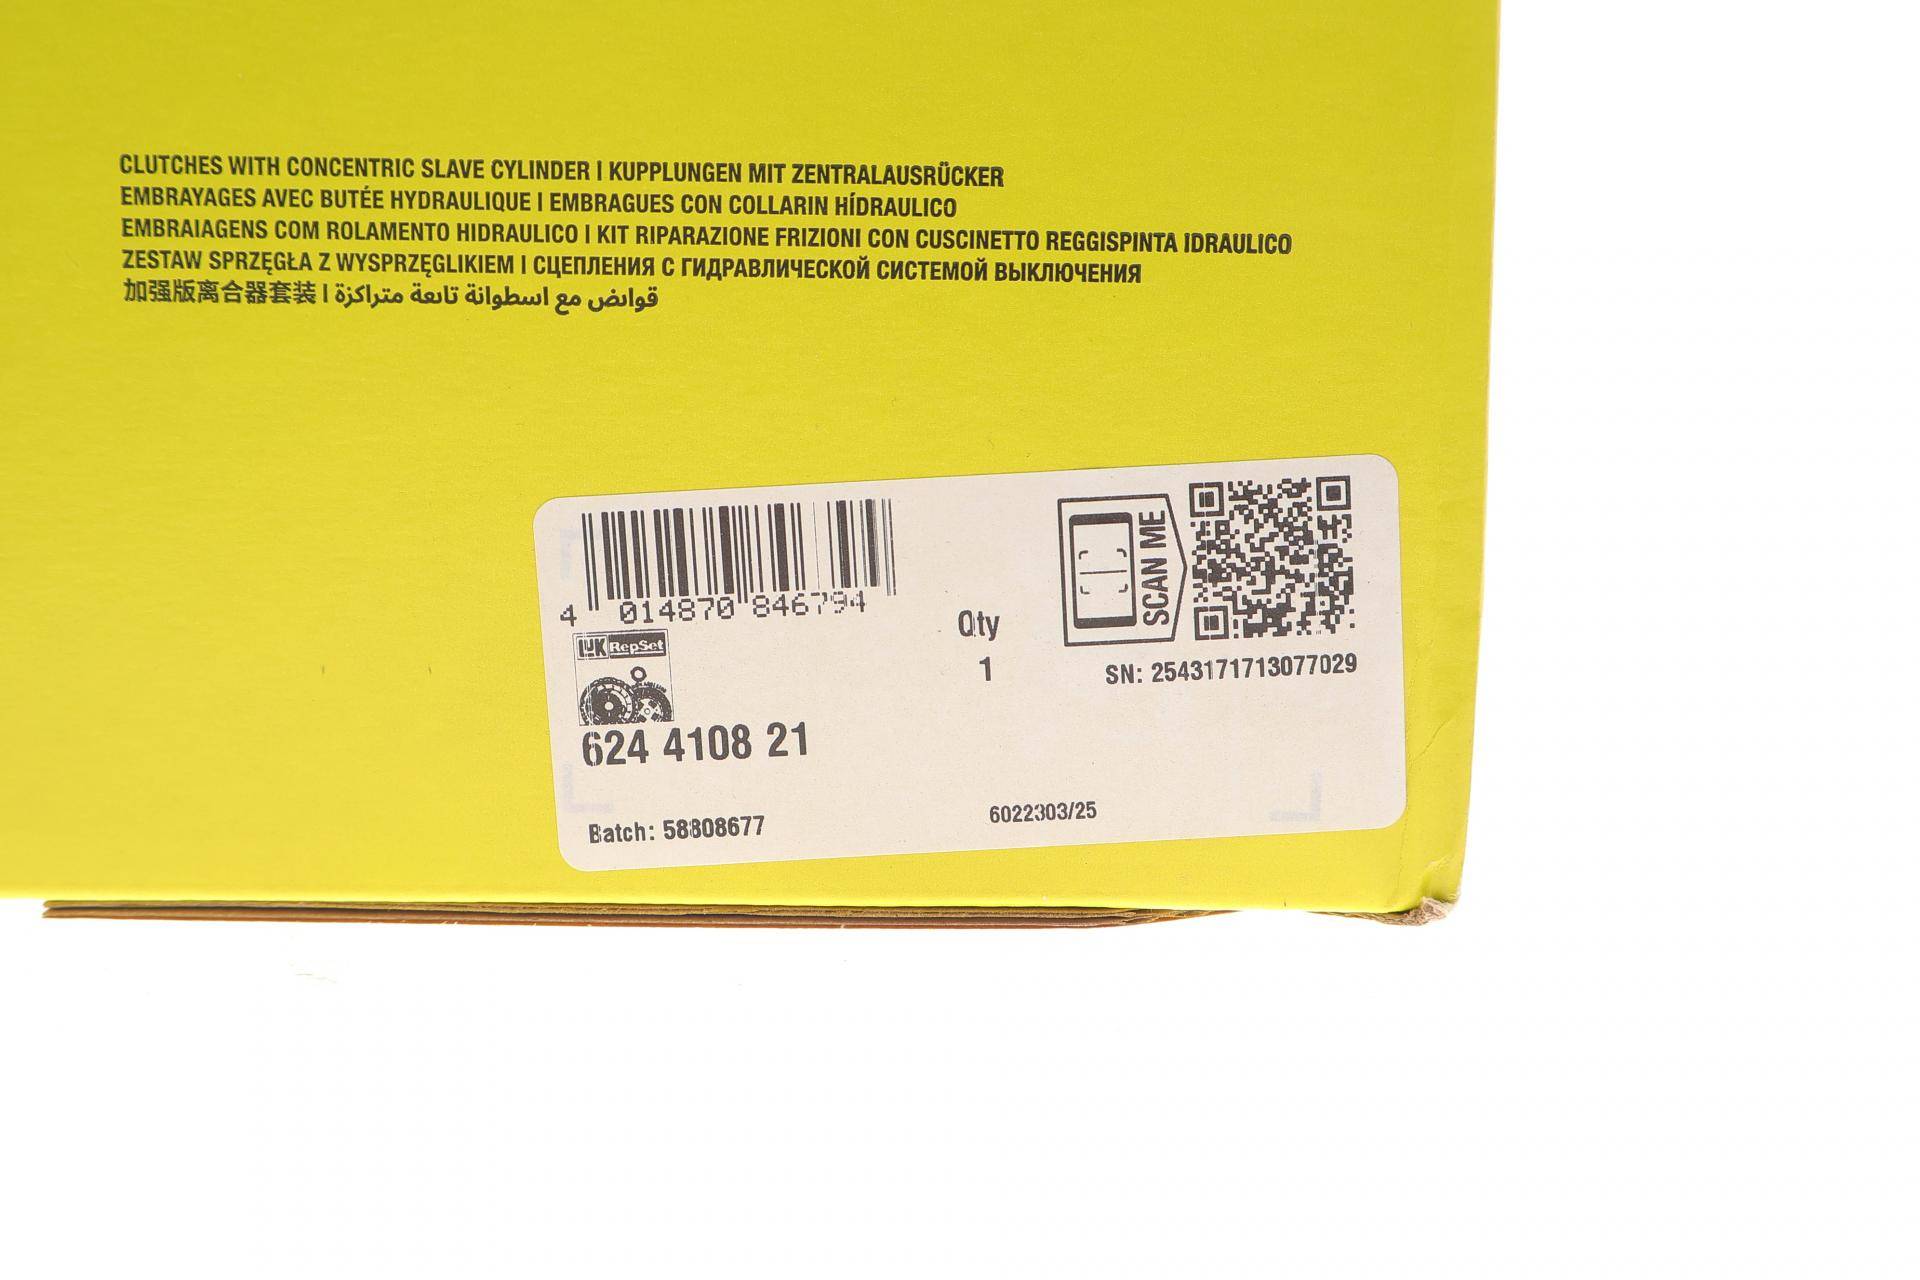 CLUTCHES WITH CONCENTRIC SLAVE CYLINDER | KUPPLUNGEN MIT ZENTRALAUSRÜCKER
EMBRAYAGES AVEC BUTÉE HYDRAULIQUE | EMBRAGUES CON COLLARIN HÍDRAULICO
EMBRAIAGENS COM ROLAMENTO HIDRAULICO | KIT RIPARAZIONE FRIZIONI CON CUSCINETTO REGGISPINTA IDRAULICO
ZESTAW SPRZĘGŁA Z WYSPRZĘGLIKIEM | СЦЕПЛЕНИЯ С ГИДРАВЛИЧЕСКОЙ СИСТЕМОЙ ВЫКЛЮЧЕНИЯ
加强版离合器套装 | قوابض مع اسطوانة تابعة متراكزة
4 014870 846794
LUK RepSet
Qty
1
SCAN ME
SN: 2543171713077029
624 4108 21
Batch: 58808677
6022303/25